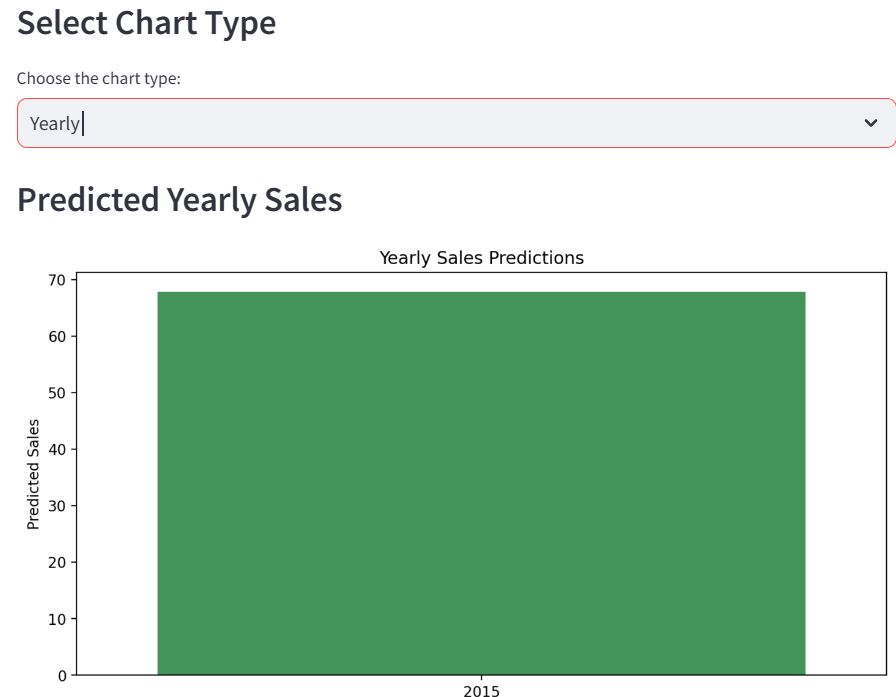 Select Chart Type
Choose the chart type:
Yearly
Predicted Yearly Sales
Yearly Sales Predictions
70
60
50
40
30
20
10
0
Predicted Sales
2015